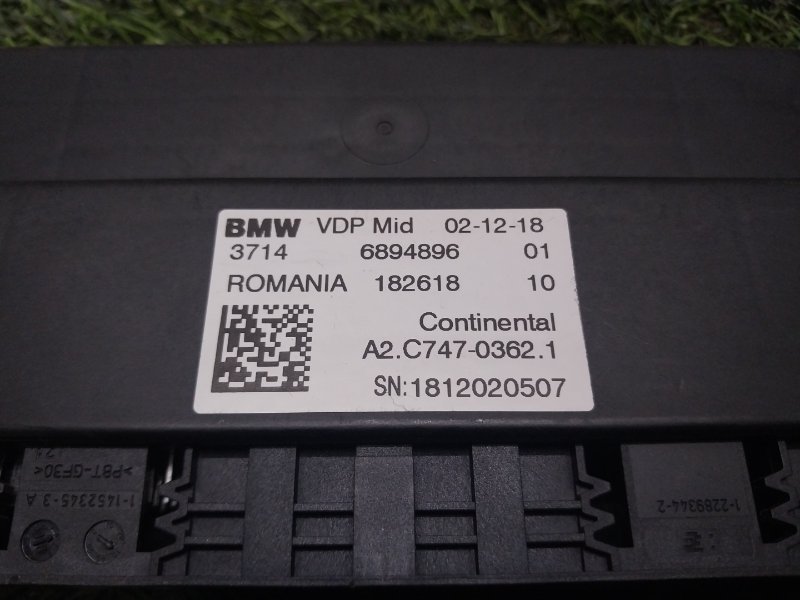 BMW VDP Mid 02-12-18
3714 6894896 01
ROMANIA 182618 10
Continental
A2.C747-0362.1
SN:1812020507
>PBT-GF30<
1-1452345-3 A
1-2289344-2